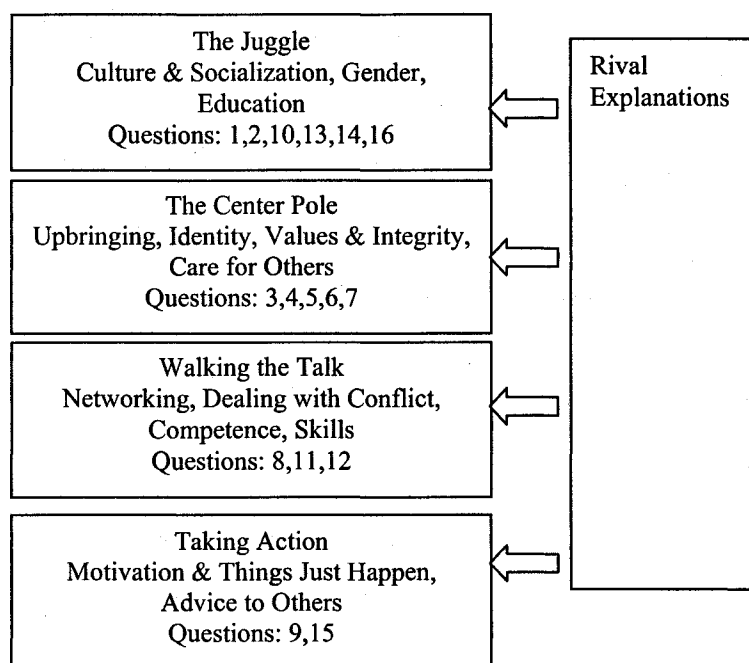 The Juggle
Culture & Socialization, Gender,
Education
Questions: 1,2,10,13,14,16
The Center Pole
Upbringing, Identity, Values & Integrity,
Care for Others
Questions: 3,4,5,6,7
Walking the Talk
Networking, Dealing with Conflict,
Competence, Skills
Questions: 8,11,12
Taking Action
Motivation & Things Just Happen,
Advice to Others
Questions: 9,15
Rival
Explanations